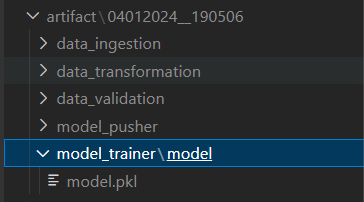 artifact\04012024__190506
data_ingestion
data_transformation
data_validation
model_pusher
model_trainer\model
model.pkl